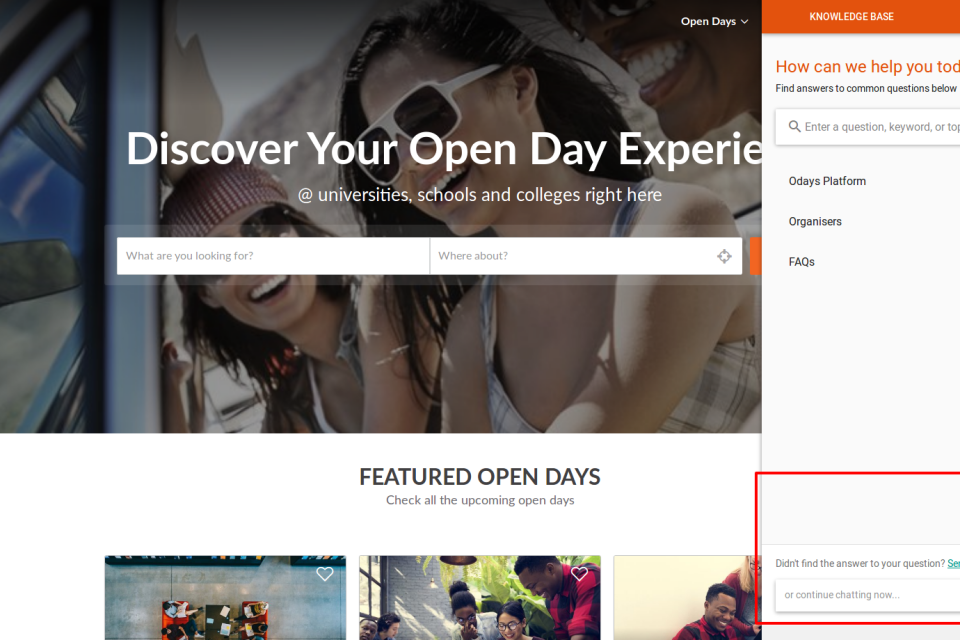 Open Days
KNOWLEDGE BASE
How can we help you tod
Find answers to common questions below
Enter a question, keyword, or top
Odays Platform
Organisers
FAQs
Discover Your Open Day Experie
@ universities, schools and colleges right here
What are you looking for?
Where about?
FEATURED OPEN DAYS
Check all the upcoming open days
Didn't find the answer to your question? Sen
or continue chatting now...